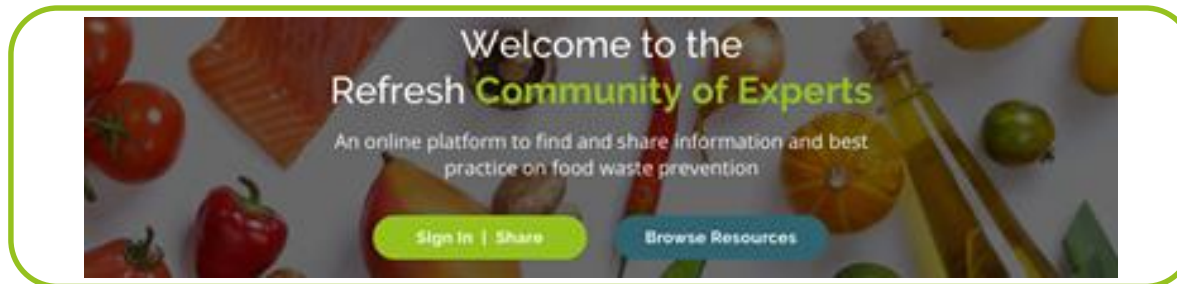 Welcome to the
Refresh Community of Experts
An online platform to find and share information and best
practice on food waste prevention
Sign In | Share
Browse Resources